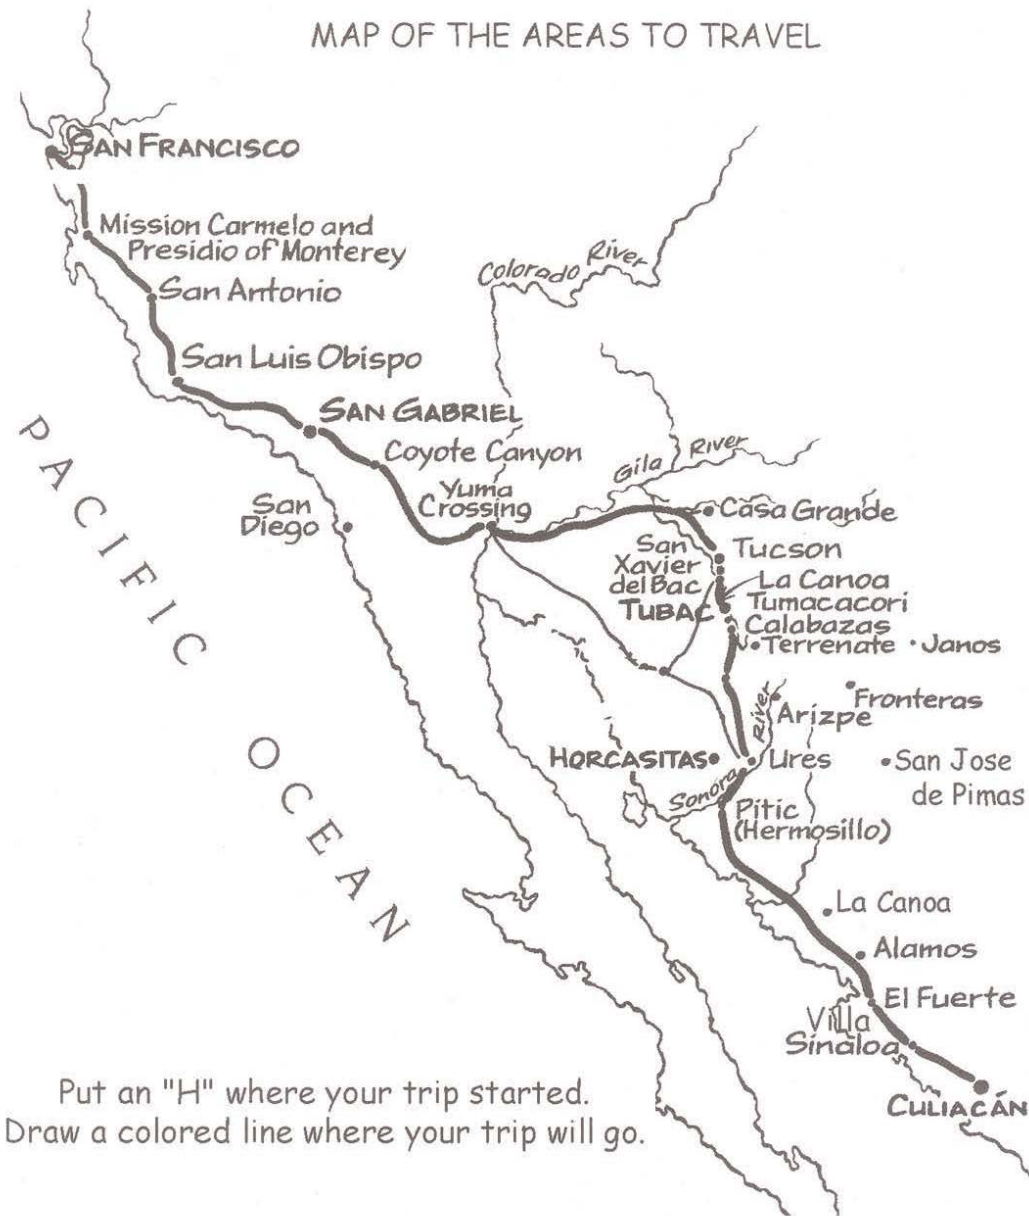 MAP OF THE AREAS TO TRAVEL
SAN FRANCISCO
Mission Carmelo and
Presidio of Monterey
San Antonio
San Luis Obispo
SAN GABRIEL
Coyote Canyon
Yuma
Crossing
San
Diego
Colorado River
Gila River
Casa Grande
Tucson
San
Xavier
del Bac
TUBAC
La Canoa
Tumacacori
Calabazas
Terrenate
Janos
Fronteras
Arizpe
River
HORCASITAS
Ures
San Jose
de Pimas
Sonora
Pitic
(Hermosillo)
La Canoa
Alamos
El Fuerte
Villa
Sinaloa
CULIACÁN
PACIFIC OCEAN
Put an "H" where your trip started.
Draw a colored line where your trip will go.